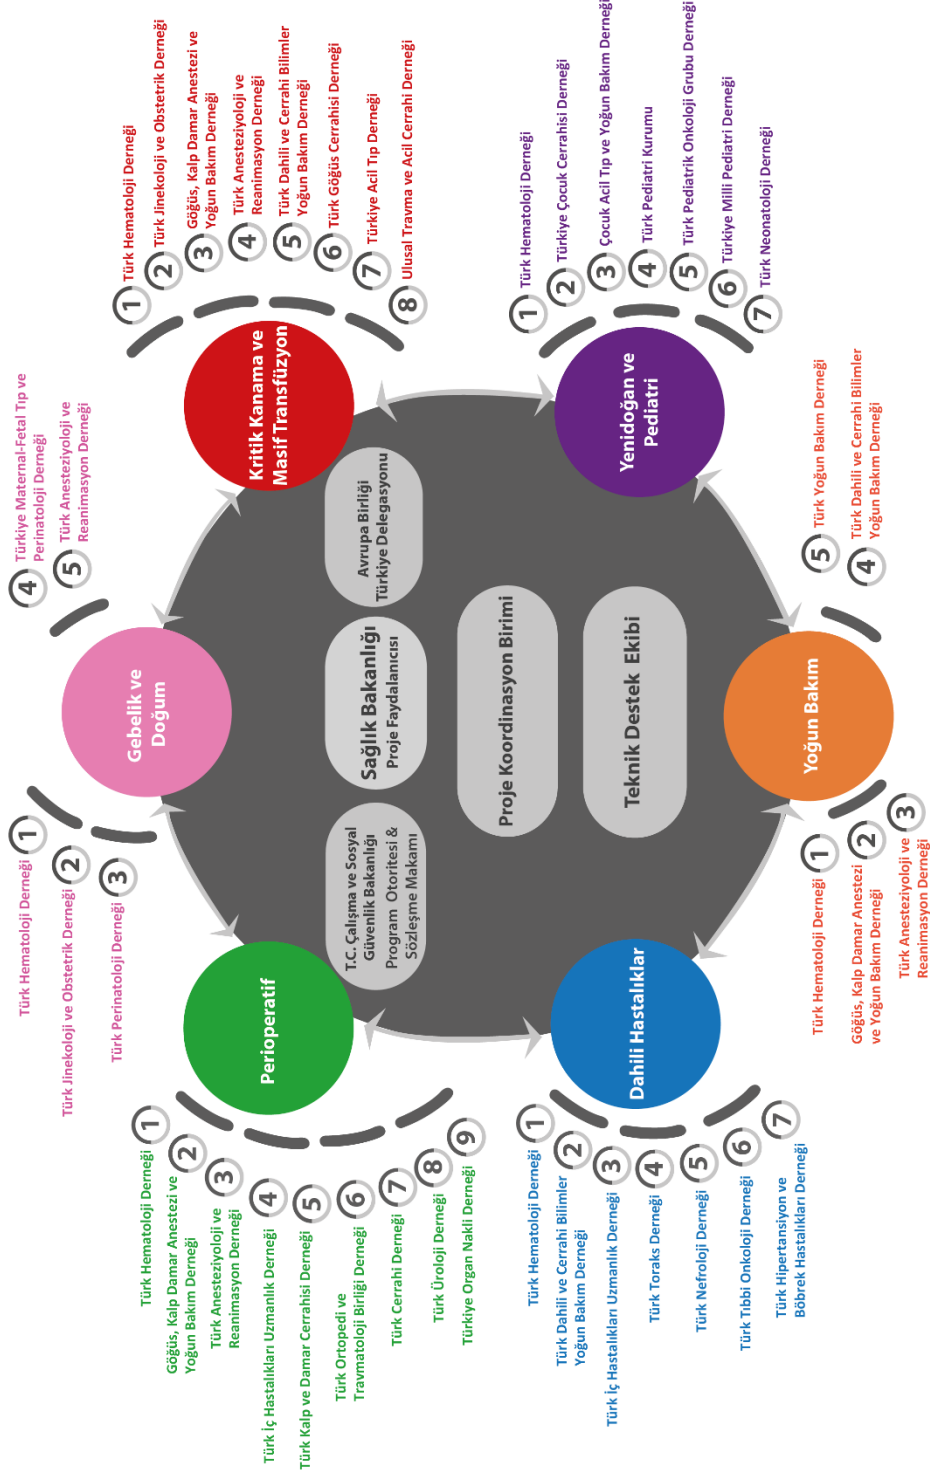 Gebelik ve
Doğum
1
Türk Hematoloji Derneği
2
Türk Jinekoloji ve Obstetrik Derneği
3
Türk Perinatoloji Derneği
4
Türkiye Maternal-Fetal Tıp ve
Perinatoloji Derneği
5
Türk Anesteziyoloji ve
Reanimasyon Derneği
Kritik Kanama ve
Masif Transfüzyon
1
Türk Hematoloji Derneği
2
Türk Jinekoloji ve Obstetrik Derneği
3
Göğüs, Kalp Damar Anestezi ve
Yoğun Bakım Derneği
4
Türk Anesteziyoloji ve
Reanimasyon Derneği
5
Türk Dahili ve Cerrahi Bilimler
Yoğun Bakım Derneği
6
Türk Göğüs Cerrahisi Derneği
7
Türkiye Acil Tıp Derneği
8
Ulusal Travma ve Acil Cerrahi Derneği
Yenidoğan ve
Pediatri
1
Türk Hematoloji Derneği
2
Türkiye Çocuk Cerrahisi Derneği
3
Çocuk Acil Tıp ve Yoğun Bakım Derneği
4
Türk Pediatri Kurumu
5
Türk Pediatrik Onkoloji Grubu Derneği
6
Türkiye Milli Pediatri Derneği
7
Türk Neonatoloji Derneği
Yoğun Bakım
1
Türk Hematoloji Derneği
2
Göğüs, Kalp Damar Anestezi
ve Yoğun Bakım Derneği
3
Türk Anesteziyoloji ve
Reanimasyon Derneği
4
Türk Dahili ve Cerrahi Bilimler
Yoğun Bakım Derneği
5
Türk Yoğun Bakım Derneği
Dahili Hastalıklar
1
Türk Hematoloji Derneği
2
Türk Dahili ve Cerrahi Bilimler
Yoğun Bakım Derneği
3
Türk İç Hastalıkları Uzmanlık Derneği
4
Türk Toraks Derneği
5
Türk Nefroloji Derneği
6
Türk Tıbbi Onkoloji Derneği
7
Türk Hipertansiyon ve
Böbrek Hastalıkları Derneği
Perioperatif
1
Türk Hematoloji Derneği
2
Göğüs, Kalp Damar Anestezi ve
Yoğun Bakım Derneği
3
Türk Anesteziyoloji ve
Reanimasyon Derneği
4
Türk İç Hastalıkları Uzmanlık Derneği
5
Türk Kalp ve Damar Cerrahisi Derneği
6
Türk Ortopedi ve
Travmatoloji Birliği Derneği
7
Türk Cerrahi Derneği
8
Türk Üroloji Derneği
9
Türkiye Organ Nakli Derneği
T.C. Çalışma ve Sosyal
Güvenlik Bakanlığı
Program Otoritesi &
Sözleşme Makamı
Sağlık Bakanlığı
Proje Faydalanıcısı
Avrupa Birliği
Türkiye Delegasyonu
Proje Koordinasyon Birimi
Teknik Destek Ekibi